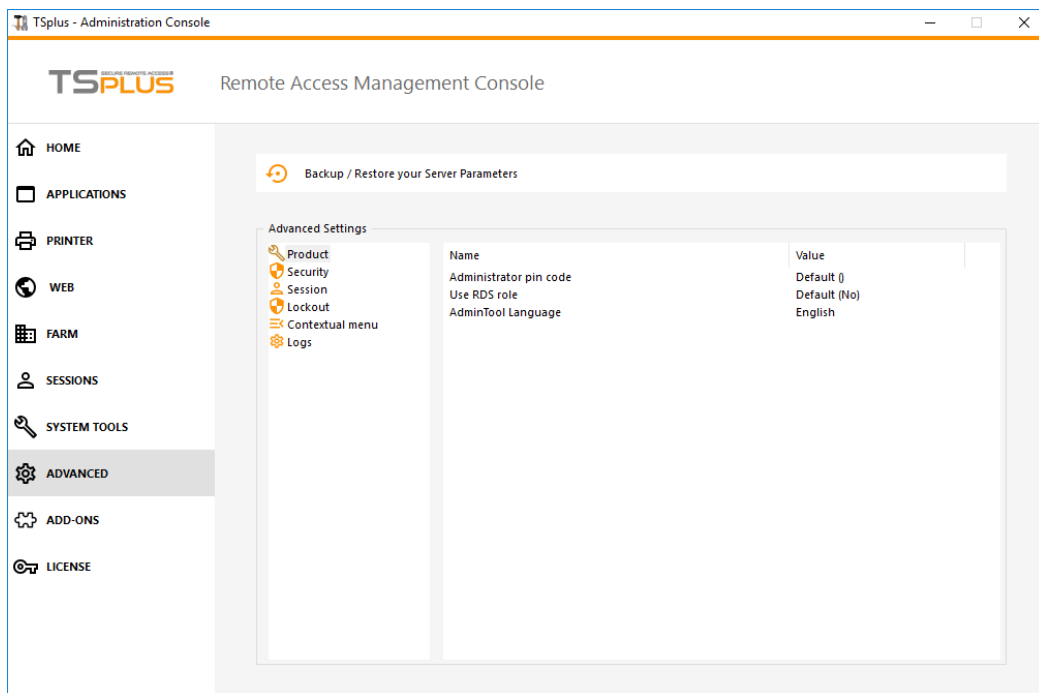 TSplus - Administration Console
SECURE REMOTE ACCESS
TSPLUS
Remote Access Management Console
HOME
APPLICATIONS
PRINTER
WEB
FARM
SESSIONS
SYSTEM TOOLS
ADVANCED
ADD-ONS
LICENSE
Backup / Restore your Server Parameters
Advanced Settings
Product
Security
Session
Lockout
Contextual menu
Logs
Name Value
Administrator pin code Default ()
Use RDS role Default (No)
AdminTool Language English